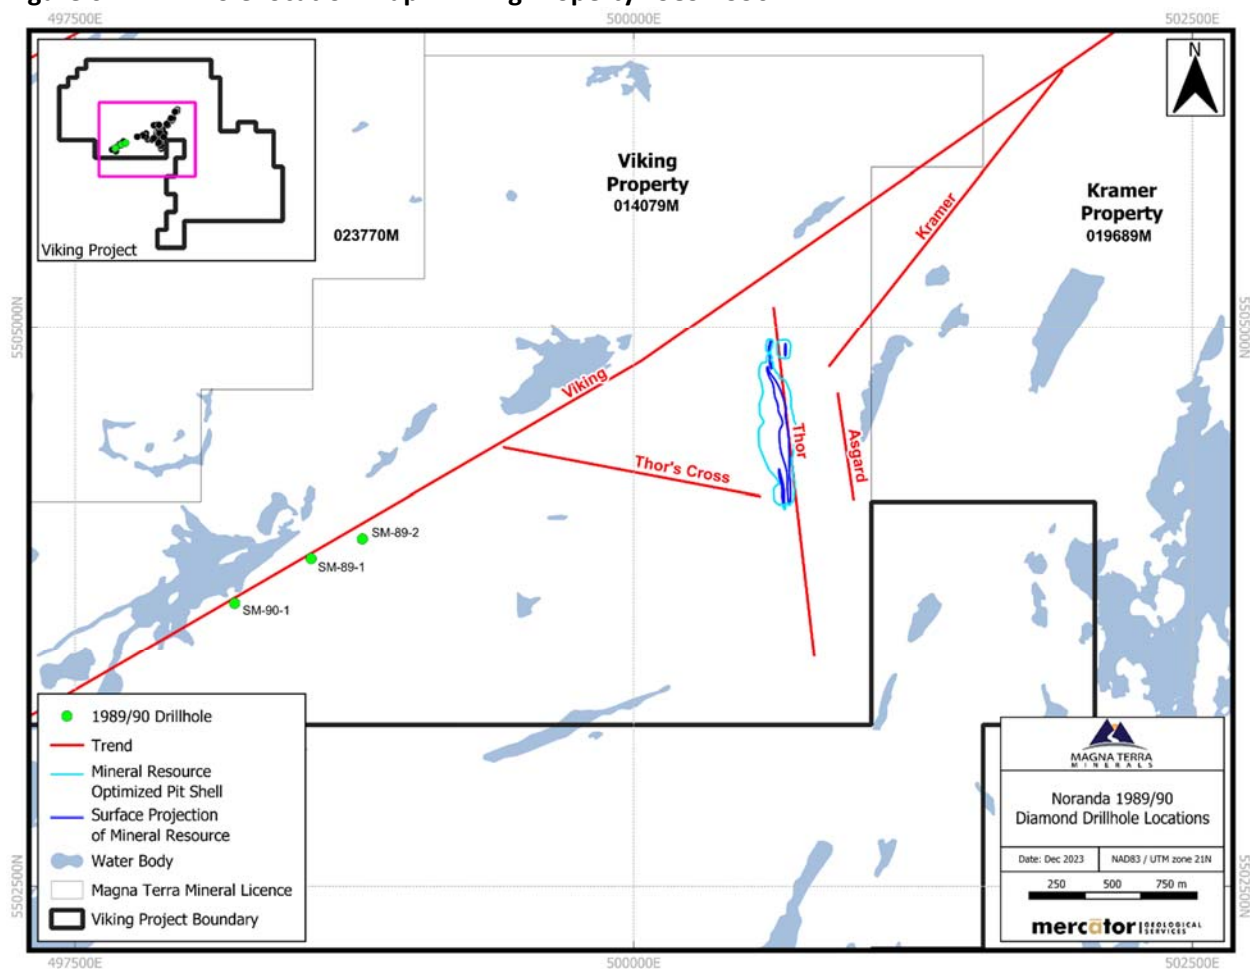 497500E
500000E
502500E
N
Viking Project
023770M
Viking
Property
014079M
Kramer
Property
019689M
Kramer
5505000N
5505000N
Viking
Thor
Asgard
Thor's Cross
SM-89-2
SM-89-1
SM-90-1
1989/90 Drillhole
Trend
Mineral Resource
Optimized Pit Shell
Surface Projection
of Mineral Resource
Water Body
Magna Terra Mineral Licence
Viking Project Boundary
MAGNA TERRA
MINERALS
Noranda 1989/90
Diamond Drillhole Locations
Date: Dec 2023
NAD83 / UTM zone 21N
250 500 750 m
mercator GEOLOGICAL
SERVICES
5502500N
5502500N
497500E
500000E
502500E